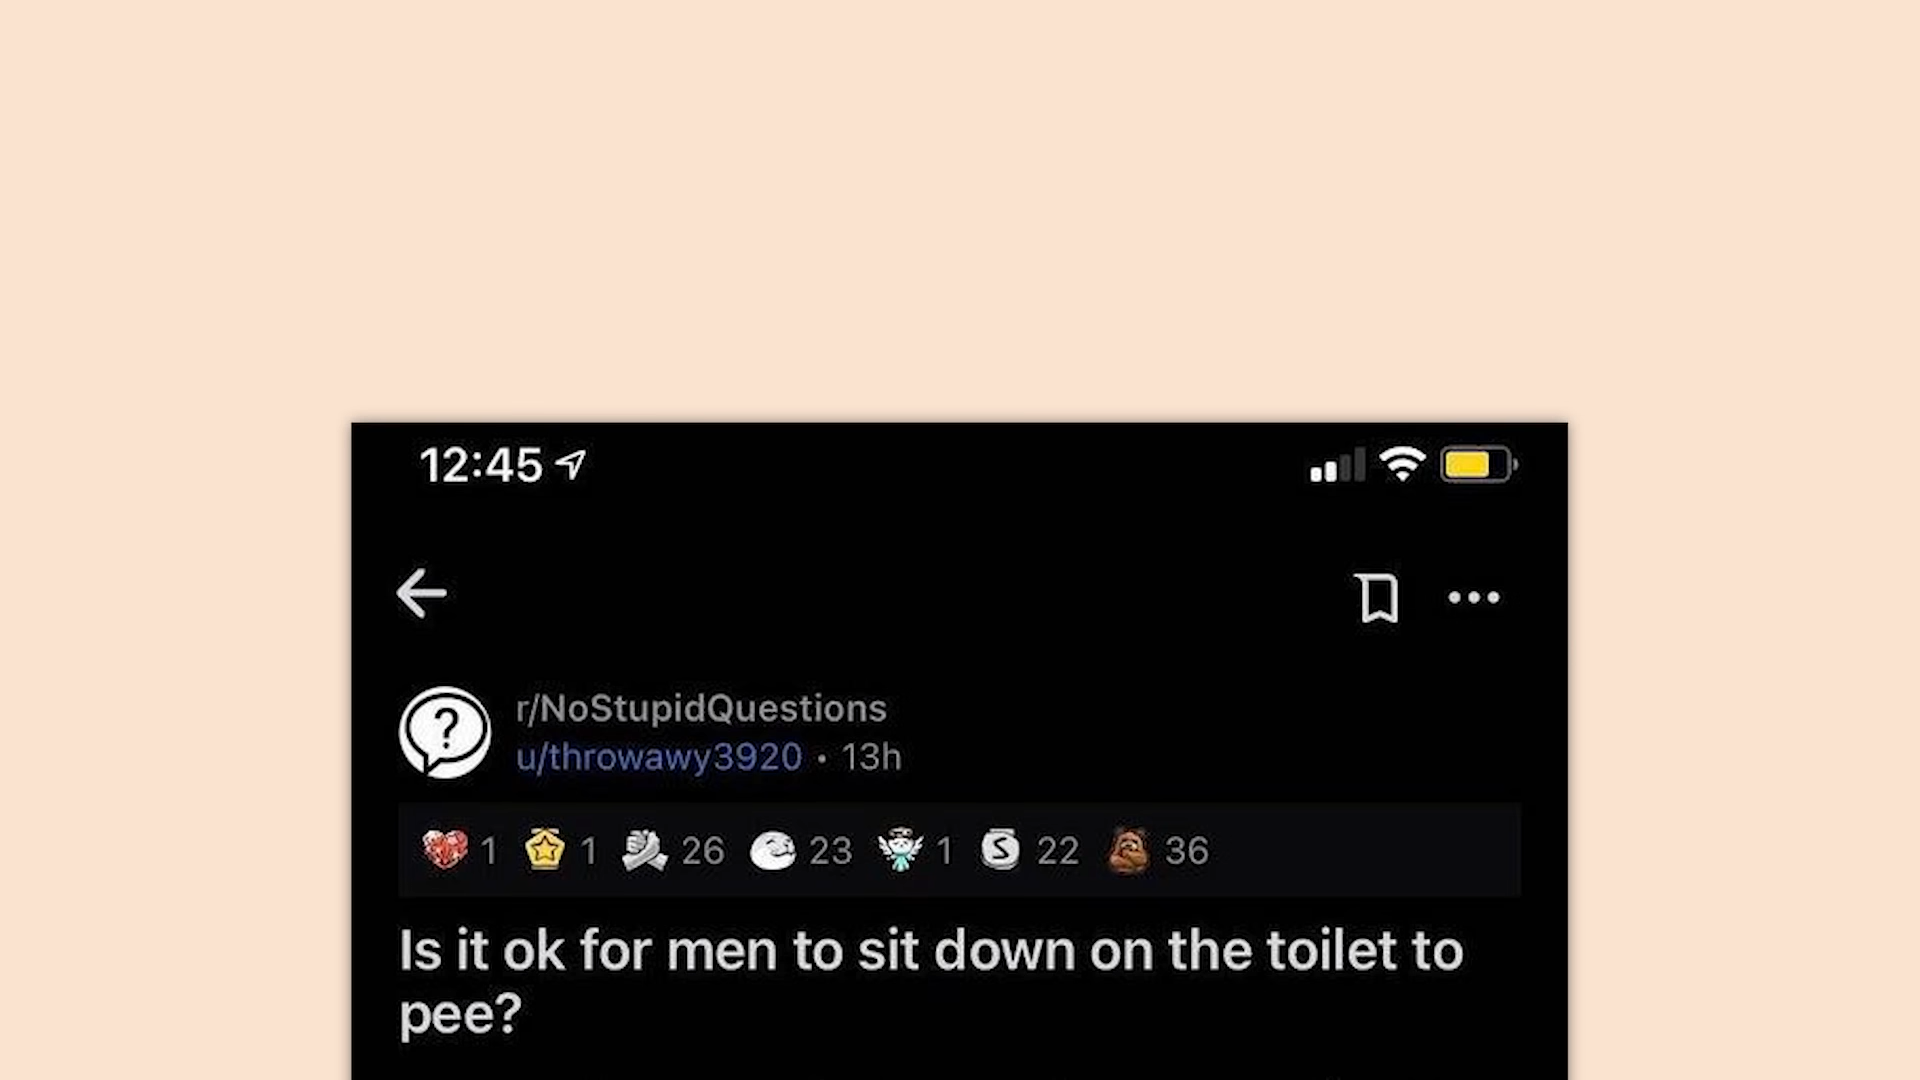 12:45
r/NoStupidQuestions
u/throwawy3920 • 13h
1 1 26 23 1 S 22 36
Is it ok for men to sit down on the toilet to
pee?